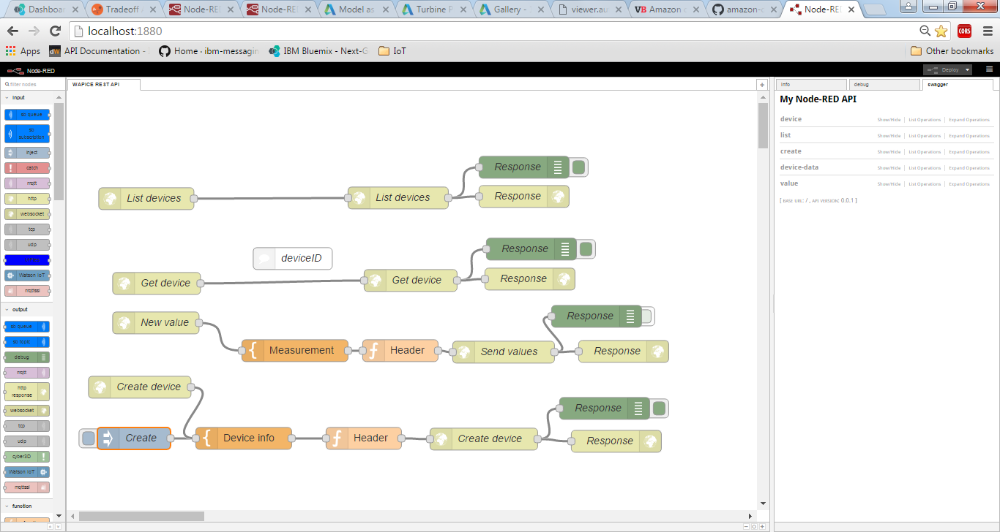 Dashboar
Tradeoff A
Node-RED
Node-RED
Model as
Turbine P
Gallery -
viewer.au
VB Amazon
amazon-
Node-RED
localhost:1880
CORS
Apps
dW API Documentation -
Home · ibm-messagin
IBM Bluemix - Next-G
IoT
Other bookmarks
Node-RED
Deploy
filter nodes
WAPICE REST API
+
info
debug
swagger
input
sb queue
sb subscription
inject
catch
mqtt
http
websocket
tcp
udp
Watson IoT
mqttssl
output
sb queue
sb topic
debug
mqtt
http response
websocket
tcp
udp
cyber3D
Watson IoT
mqttssl
function
List devices
List devices
Response
Response
deviceID
Get device
Get device
Response
Response
New value
Measurement
Header
Send values
Response
Response
Create device
Create
Device info
Header
Create device
Response
Response
My Node-RED API
device Show/Hide | List Operations | Expand Operations
list Show/Hide | List Operations | Expand Operations
create Show/Hide | List Operations | Expand Operations
device-data Show/Hide | List Operations | Expand Operations
value Show/Hide | List Operations | Expand Operations
[ BASE URL: / , API VERSION: 0.0.1 ]